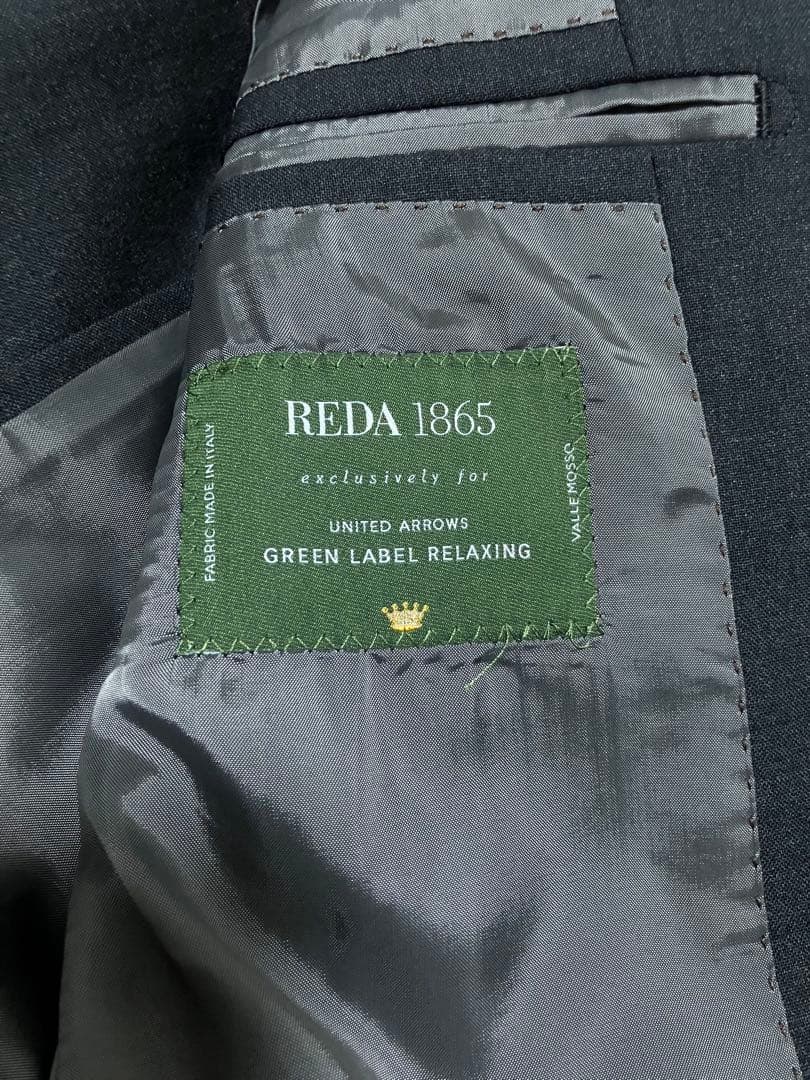 REDA 1865
exclusively for
UNITED ARROWS
GREEN LABEL RELAXING
FABRIC MADE IN ITALY
VALLE MOSSO